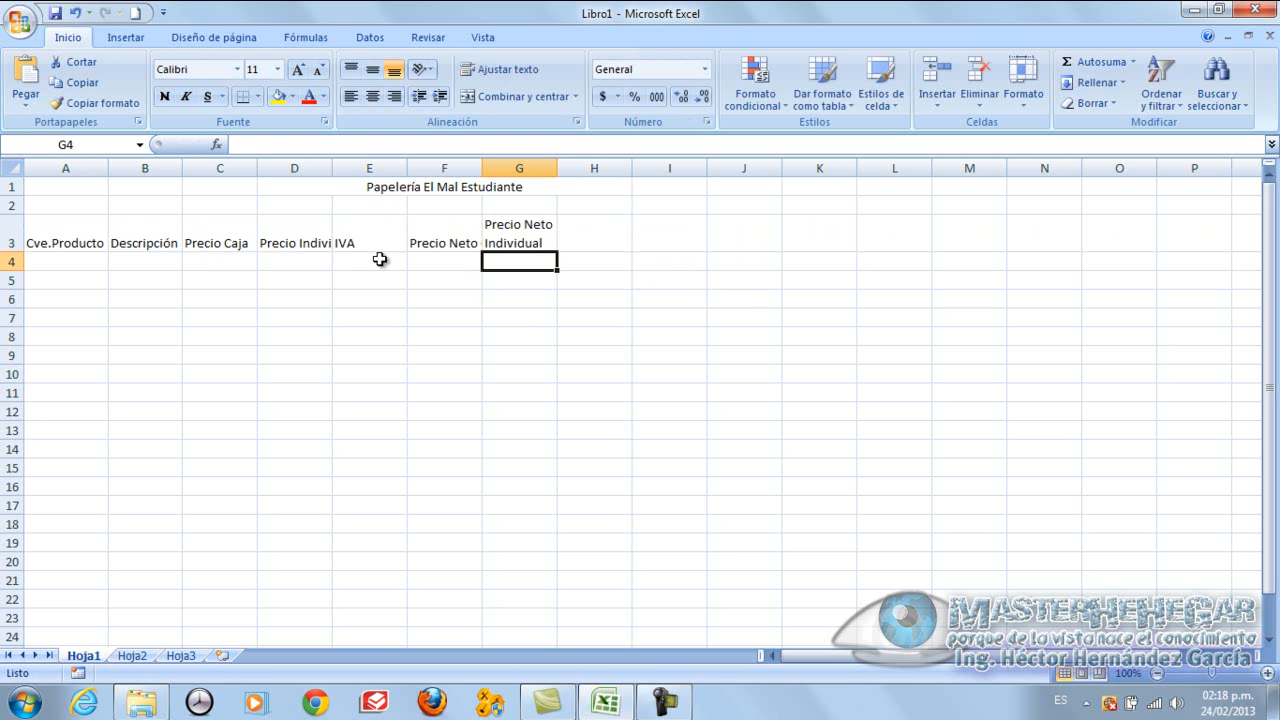 Libro1 - Microsoft Excel
Inicio Insertar Diseño de página Fórmulas Datos Revisar Vista
Pegar
Cortar
Copiar
Copiar formato
Portapapeles
Calibri 11
N K S
Fuente
Ajustar texto
Combinar y centrar
Alineación
General
$ % 000
Número
Formato condicional
Dar formato como tabla
Estilos de celda
Estilos
Insertar Eliminar Formato
Celdas
Autosuma
Rellenar
Borrar
Ordenar y filtrar
Buscar y seleccionar
Modificar
G4 fx
A B C D E F G H I J K L M N O P
1 Papelería El Mal Estudiante
2
3 Cve.Producto Descripción Precio Caja Precio Indivi IVA Precio Neto Precio Neto Individual
4
5
6
7
8
9
10
11
12
13
14
15
16
17
18
19
20
21
22
23
24
MASTERHEHEGAR
porque de la vista nace el conocimiento
Ing. Héctor Hernández García
Hoja1 Hoja2 Hoja3
Listo 100%
ES 02:18 p.m.
24/02/2013